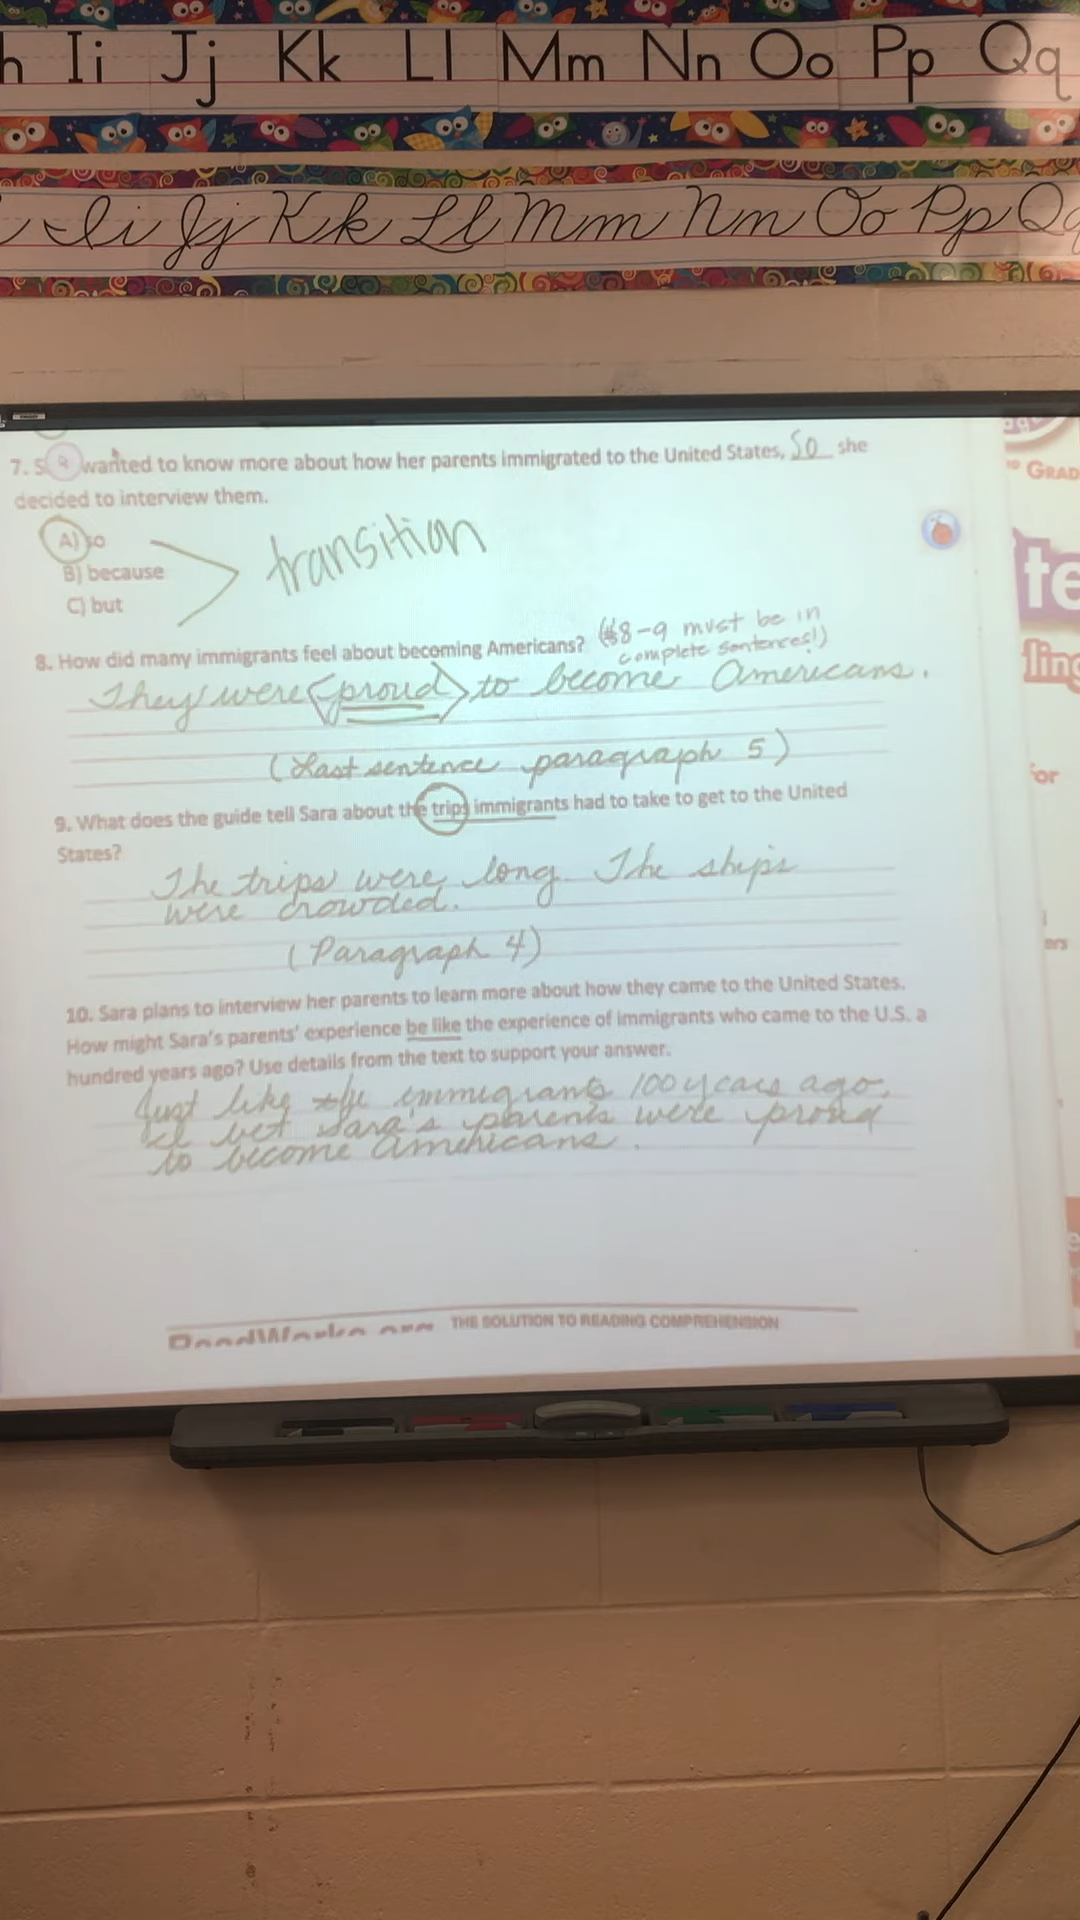 h Ii Jj Kk Ll Mm Nn Oo Pp Qq
Ii Jj Kk Ll Mm Nn Oo Pp Q
7. S wanted to know more about how her parents immigrated to the United States, So she
decided to interview them.
A) so
B) because
C) but
transition
(#8-9 must be in
complete sentences!)
8. How did many immigrants feel about becoming Americans?
They were <proud> to become Americans.
(Last sentence paragraph 5)
9. What does the guide tell Sara about the trips immigrants had to take to get to the United
States?
The trips were long. The ships
were crowded.
(Paragraph 4)
10. Sara plans to interview her parents to learn more about how they came to the United States.
How might Sara's parents' experience be like the experience of immigrants who came to the U.S. a
hundred years ago? Use details from the text to support your answer.
Just like the immigrants 100 years ago,
I bet Sara's parents were proud
to become Americans.
ReadWorks.org THE SOLUTION TO READING COMPREHENSION
GRAD
te
ling
for
ers